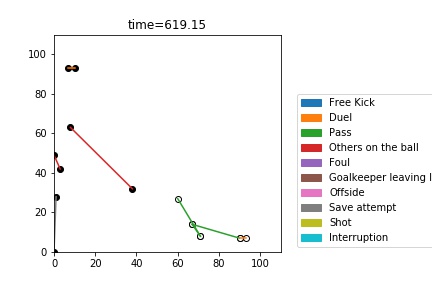 time=619.15
100
80
60
40
20
0
0 20 40 60 80 100
Free Kick
Duel
Pass
Others on the ball
Foul
Goalkeeper leaving l
Offside
Save attempt
Shot
Interruption